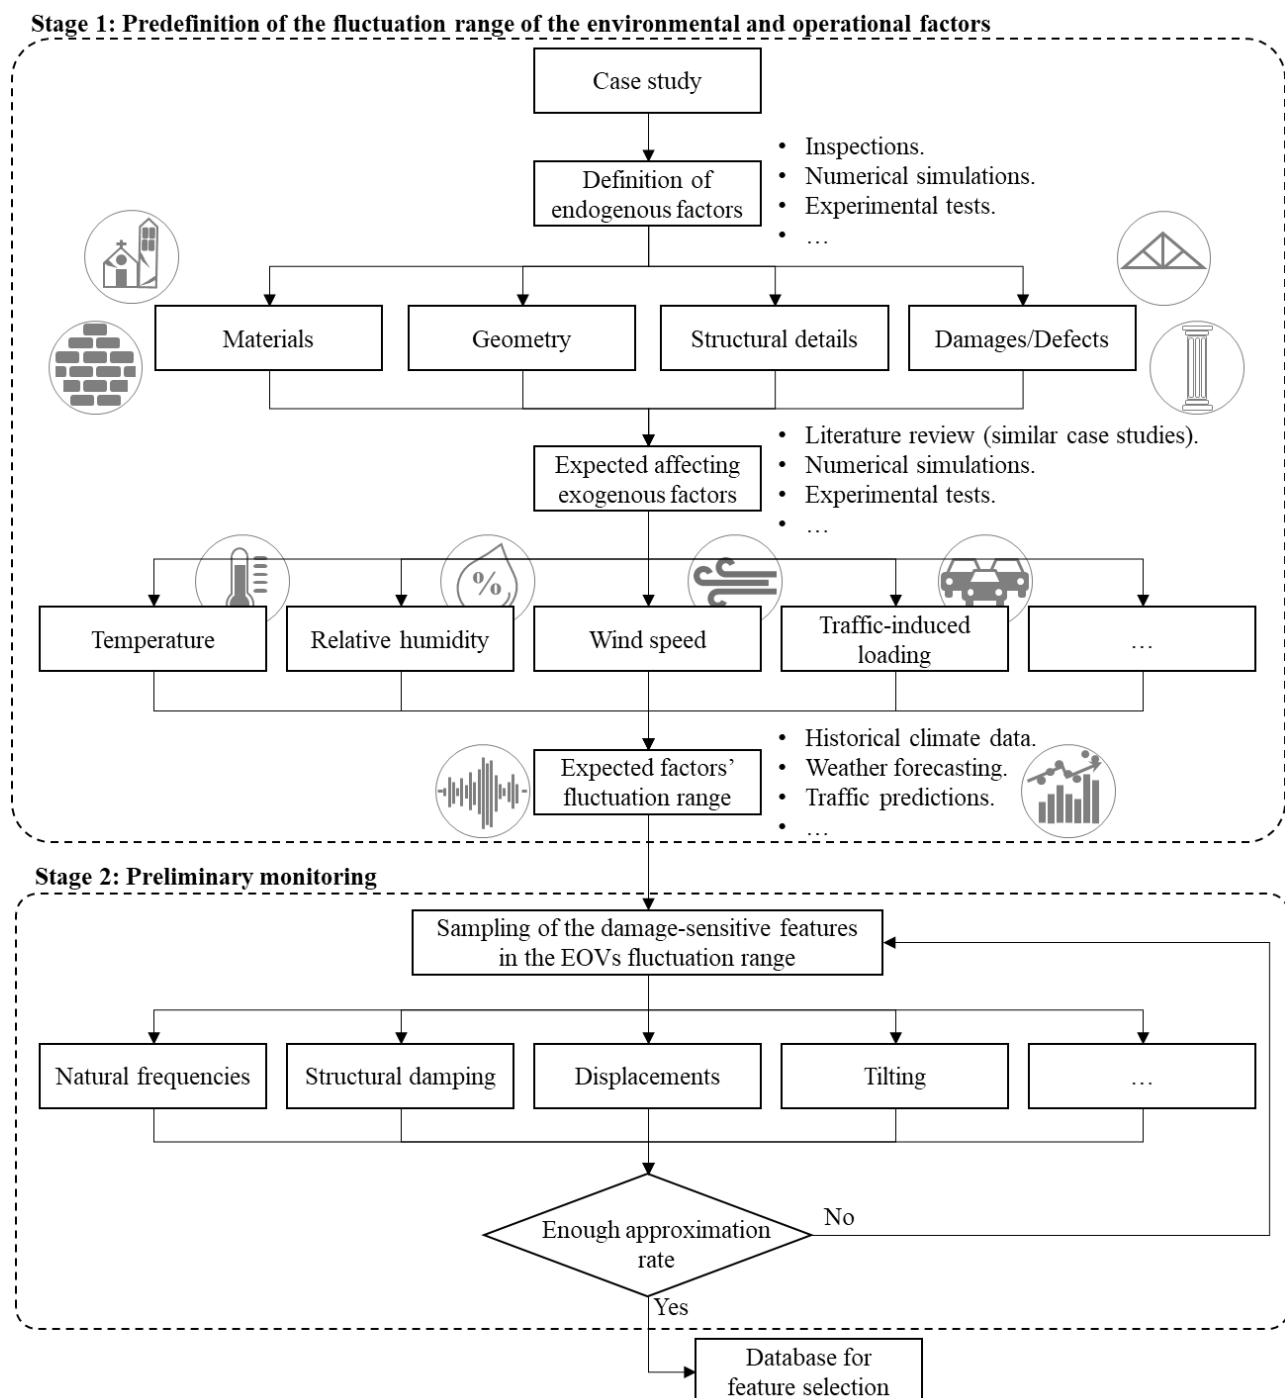 Stage 1: Predefinition of the fluctuation range of the environmental and operational factors
Case study
Definition of
endogenous factors
• Inspections.
• Numerical simulations.
• Experimental tests.
• …
Materials
Geometry
Structural details
Damages/Defects
Expected affecting
exogenous factors
• Literature review (similar case studies).
• Numerical simulations.
• Experimental tests.
• …
%
Temperature
Relative humidity
Wind speed
Traffic-induced
loading
…
Expected factors’
fluctuation range
• Historical climate data.
• Weather forecasting.
• Traffic predictions.
• …
Stage 2: Preliminary monitoring
Sampling of the damage-sensitive features
in the EOVs fluctuation range
Natural frequencies
Structural damping
Displacements
Tilting
…
Enough approximation
rate
No
Yes
Database for
feature selection